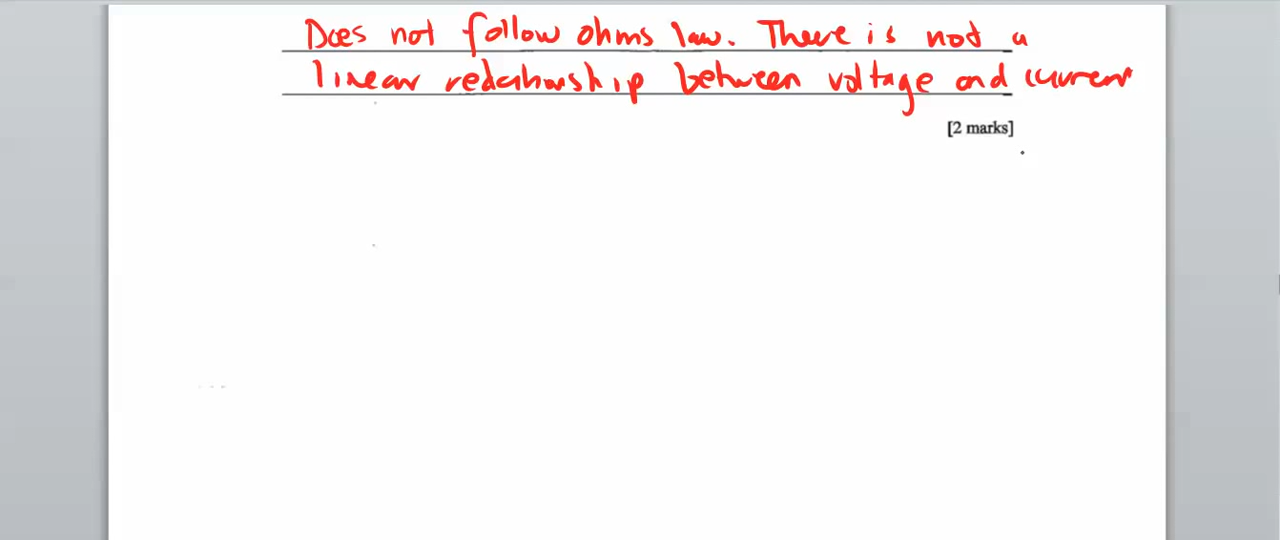 Does not follow ohms law. There is not a
linear relationship between voltage and current
[2 marks]